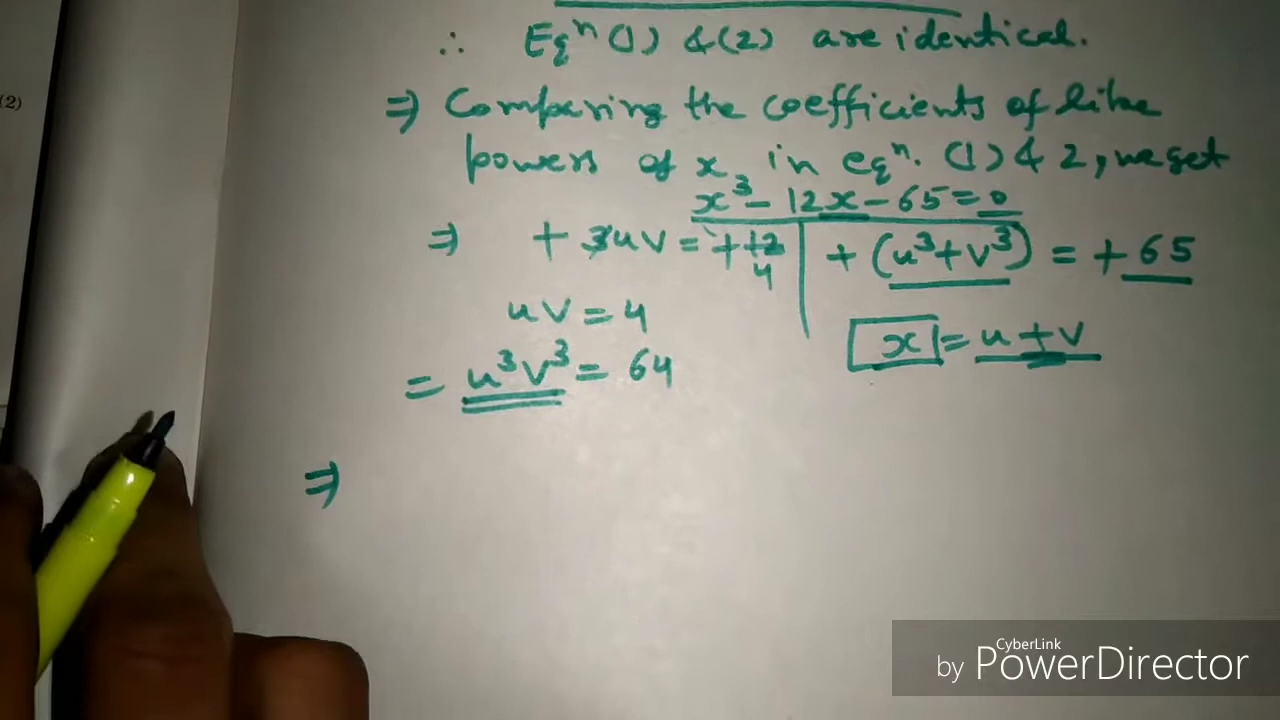 (2)
∴ Eqⁿ (1) & (2) are identical.
⇒ Comparing the coefficients of like
powers of x in eqⁿ. (1) & 2, we get
x³ - 12x - 65 = 0
⇒ + 3uv = +12 + (u³+v³) = +65
4
uv = 4
x = u + v
= u³v³ = 64
⇒
CyberLink
by PowerDirector